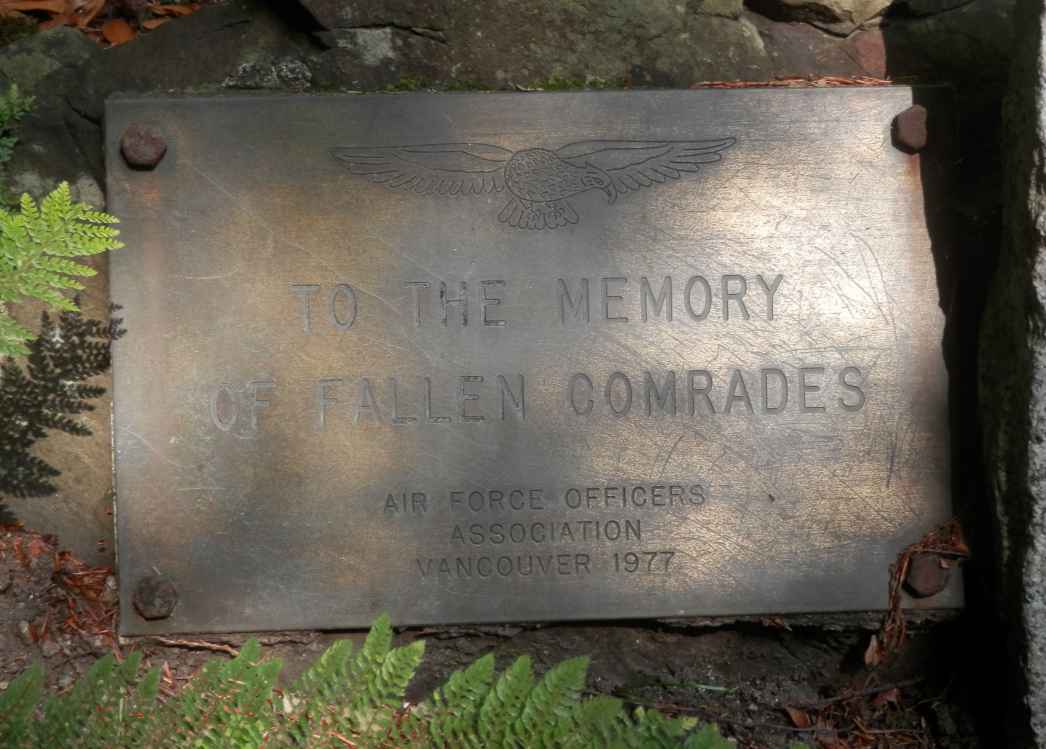 TO THE MEMORY
OF FALLEN COMRADES
AIR FORCE OFFICERS
ASSOCIATION
VANCOUVER 1977